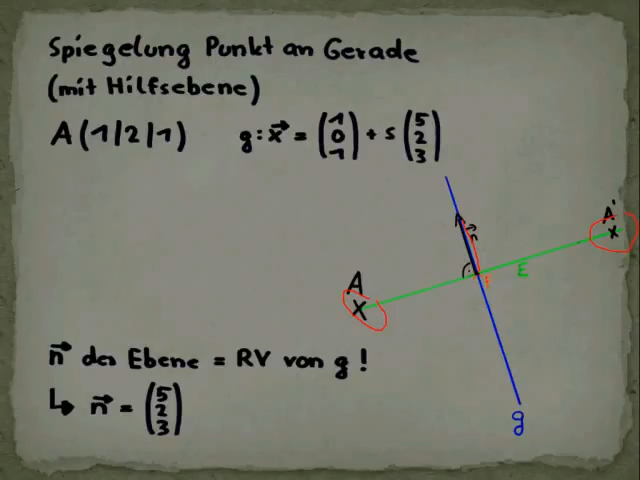 Spiegelung Punkt an Gerade
(mit Hilfsebene)
A(1|2|1)
g: x⃗ = (1 0 1) + s (5 2 3)
A'
x
n⃗
E
A
x
n⃗ der Ebene = RV von g!
↳ n⃗ = (5 2 3)
g